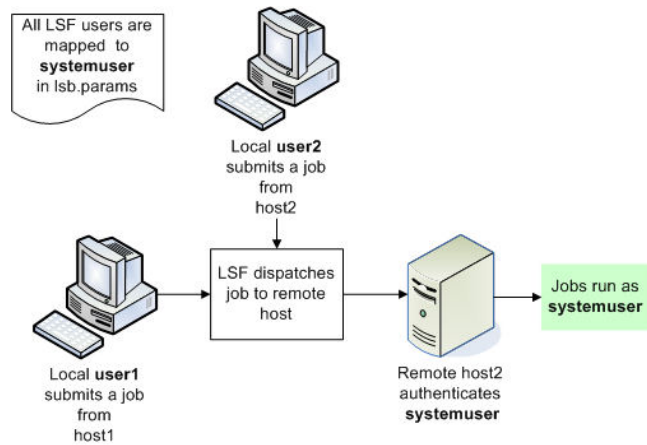 All LSF users are
mapped to
systemuser
in lsb.params
Local user2
submits a job
from
host2
LSF dispatches
job to remote
host
Jobs run as
systemuser
Local user1
submits a job
from
host1
Remote host2
authenticates
systemuser